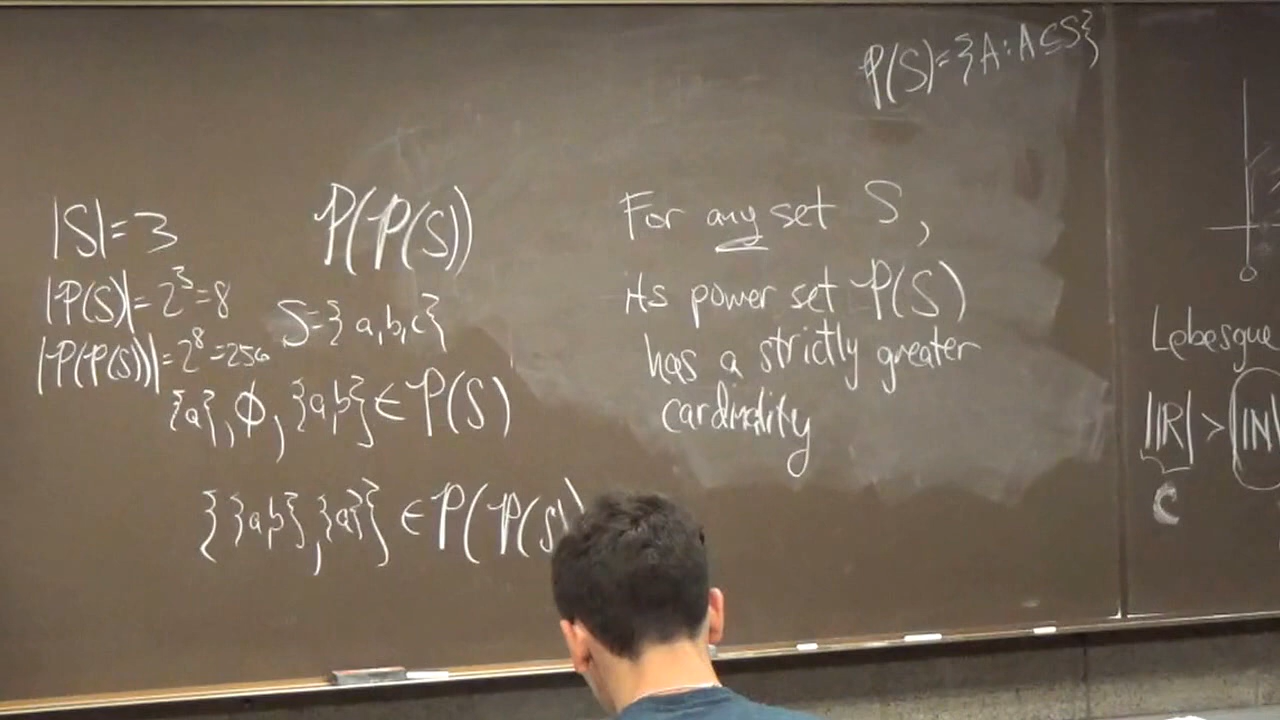 P(S)={A:A⊆S}
|S|=3
|P(S)|=2³=8
|P(P(S))|=2⁸=256
P(P(S))
S={a,b,c}
{a},ϕ,{a,b}∈P(S)
{{a,b},{a}}∈P(P(S)
For any set S,
its power set P(S)
has a strictly greater
cardinality
Lebesgue
|ℝ|>|ℕ|
C